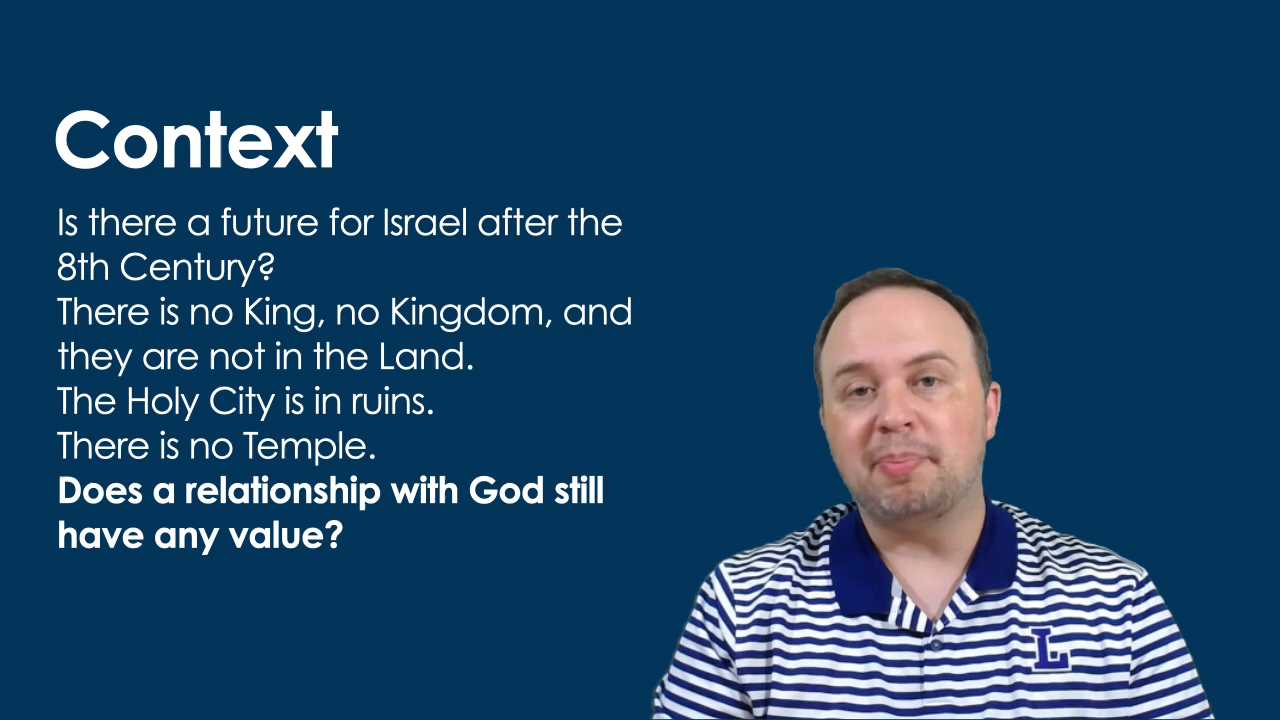 Context
Is there a future for Israel after the
8th Century?
There is no King, no Kingdom, and
they are not in the Land.
The Holy City is in ruins.
There is no Temple.
Does a relationship with God still
have any value?
L